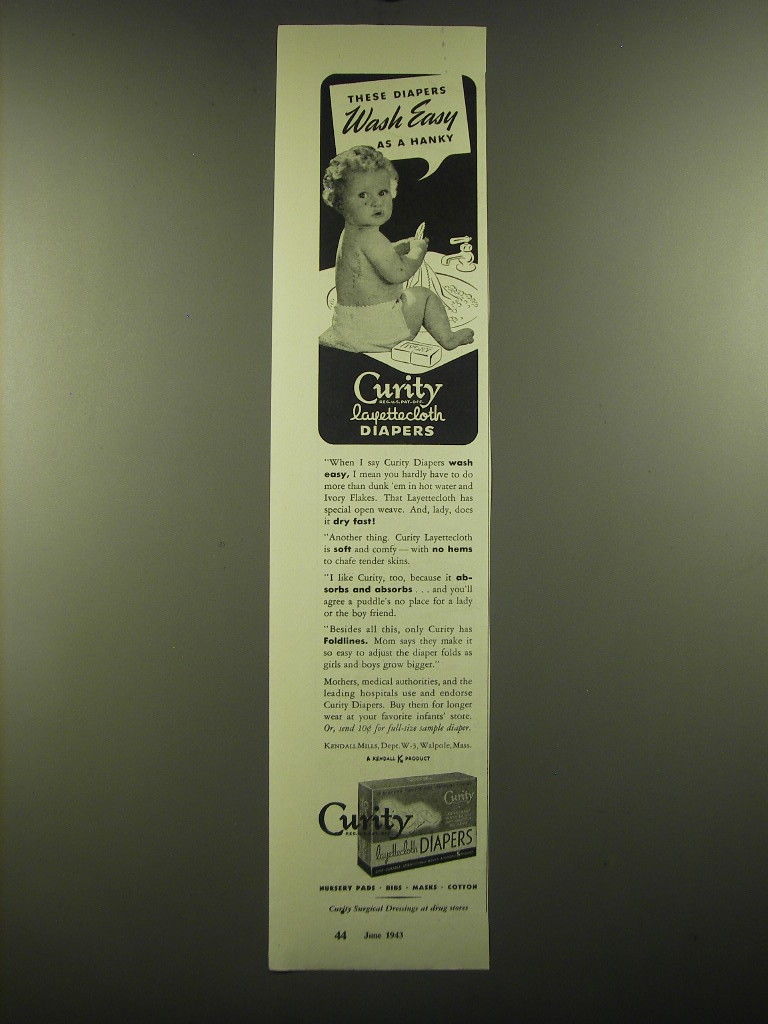 THESE DIAPERS
Wash Easy
AS A HANKY
Curity
REG. U.S. PAT. OFF.
layettecloth
DIAPERS
"When I say Curity Diapers wash
easy, I mean you hardly have to do
more than dunk 'em in hot water and
Ivory Flakes. That Layettecloth has
special open weave. And, lady, does
it dry fast!
"Another thing. Curity Layettecloth
is soft and comfy — with no hems
to chafe tender skins.
"I like Curity, too, because it ab-
sorbs and absorbs . . . and you'll
agree a puddle's no place for a lady
or the boy friend.
"Besides all this, only Curity has
Foldlines. Mom says they make it
so easy to adjust the diaper folds as
girls and boys grow bigger."
Mothers, medical authorities, and the
leading hospitals use and endorse
Curity Diapers. Buy them for longer
wear at your favorite infants' store.
Or, send 10¢ for full-size sample diaper.
KENDALL MILLS, Dept. W-3, Walpole, Mass.
A KENDALL K PRODUCT
Curity
REG. U.S. PAT. OFF.
Curity
layettecloth DIAPERS
NURSERY PADS · BIBS · MASKS · COTTON
Curity Surgical Dressings at drug stores
44 June 1943